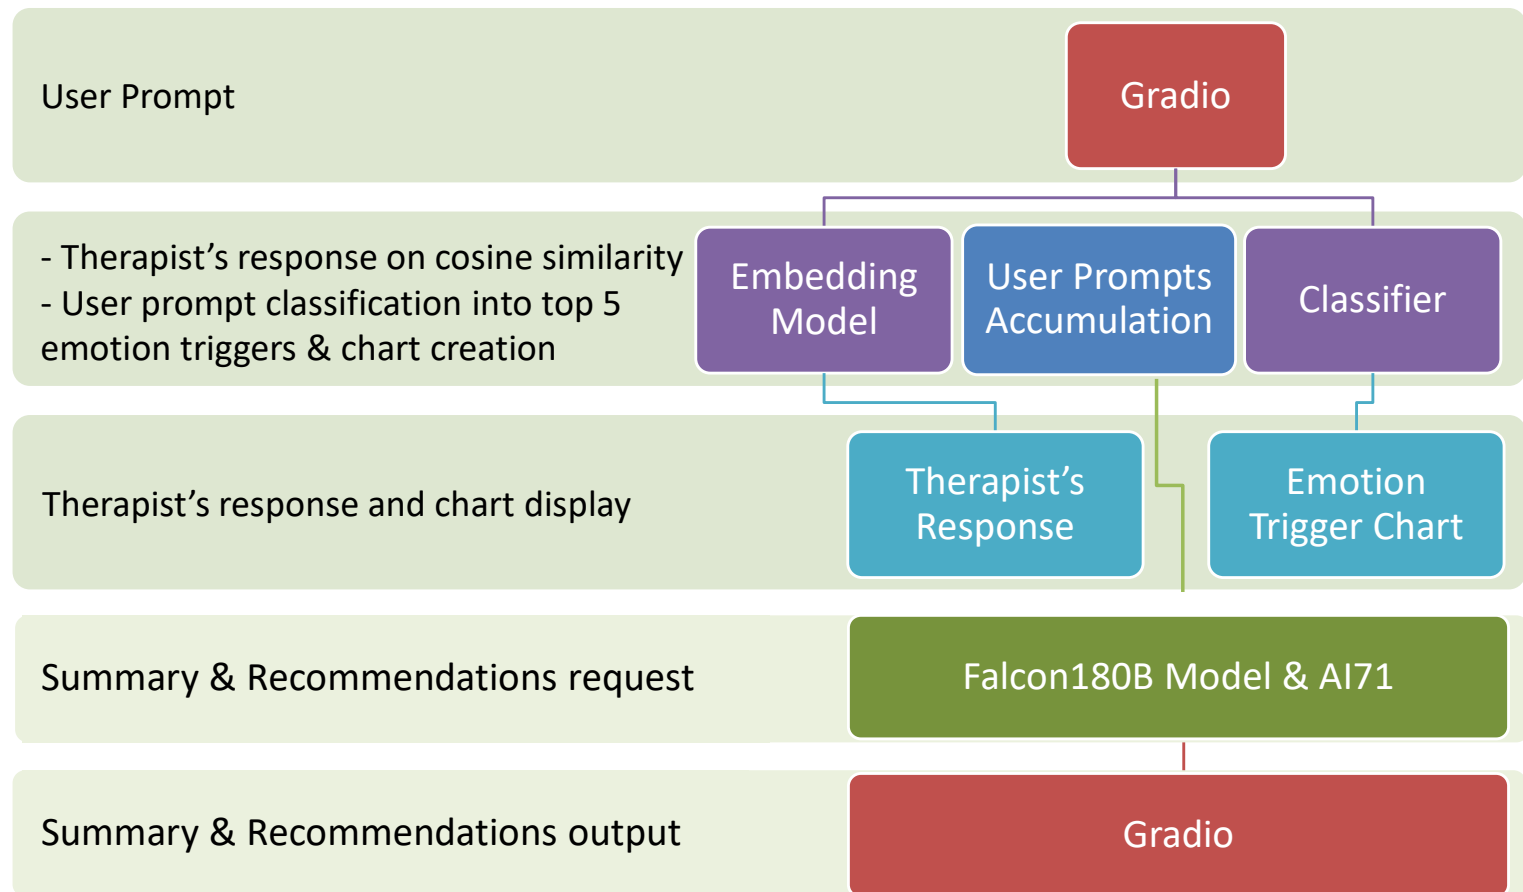 User Prompt
Gradio
- Therapist’s response on cosine similarity
- User prompt classification into top 5
emotion triggers & chart creation
Embedding
Model
User Prompts
Accumulation
Classifier
Therapist’s response and chart display
Therapist’s
Response
Emotion
Trigger Chart
Summary & Recommendations request
Falcon180B Model & AI71
Summary & Recommendations output
Gradio